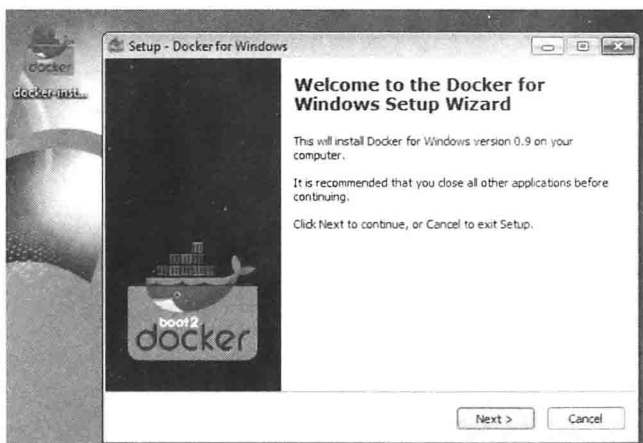 docker
docker-inst...
Setup - Docker for Windows
Welcome to the Docker for
Windows Setup Wizard
This will install Docker for Windows version 0.9 on your
computer.
It is recommended that you close all other applications before
continuing.
Click Next to continue, or Cancel to exit Setup.
boot2
docker
Next >
Cancel